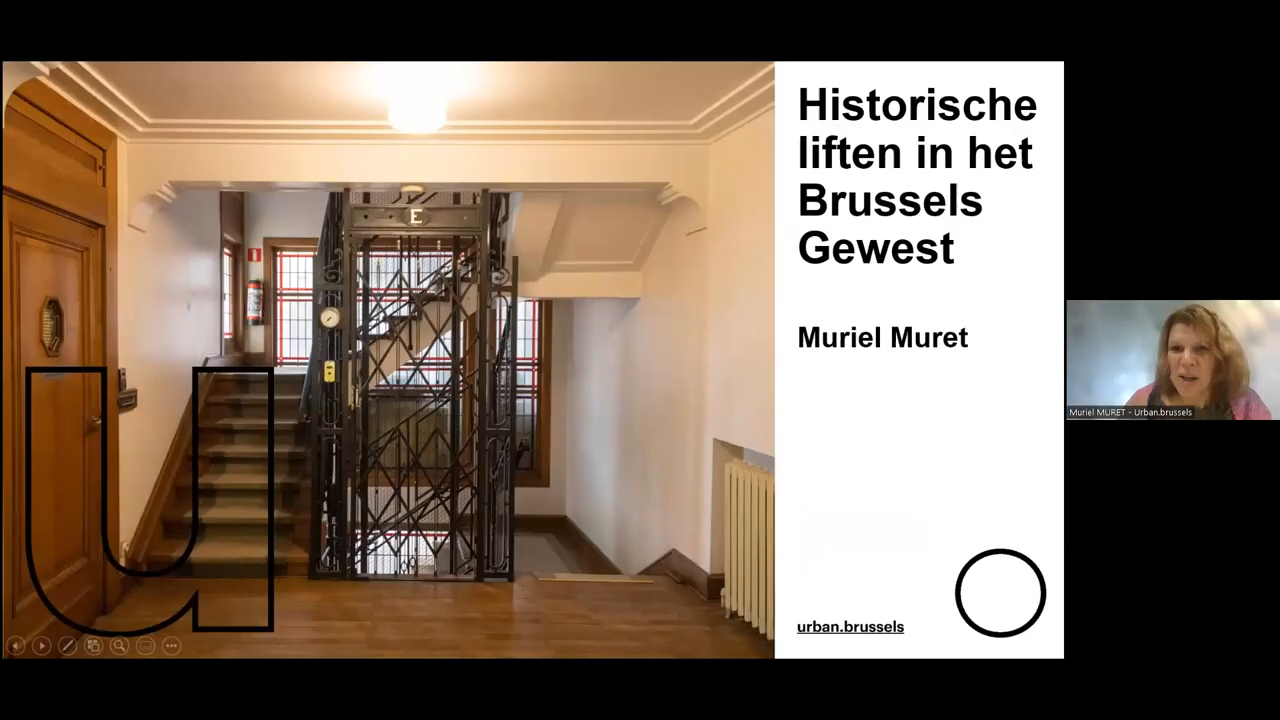 Historische
liften in het
Brussels
Gewest
Muriel Muret
E
urban.brussels
Muriel MURET - Urban.brussels